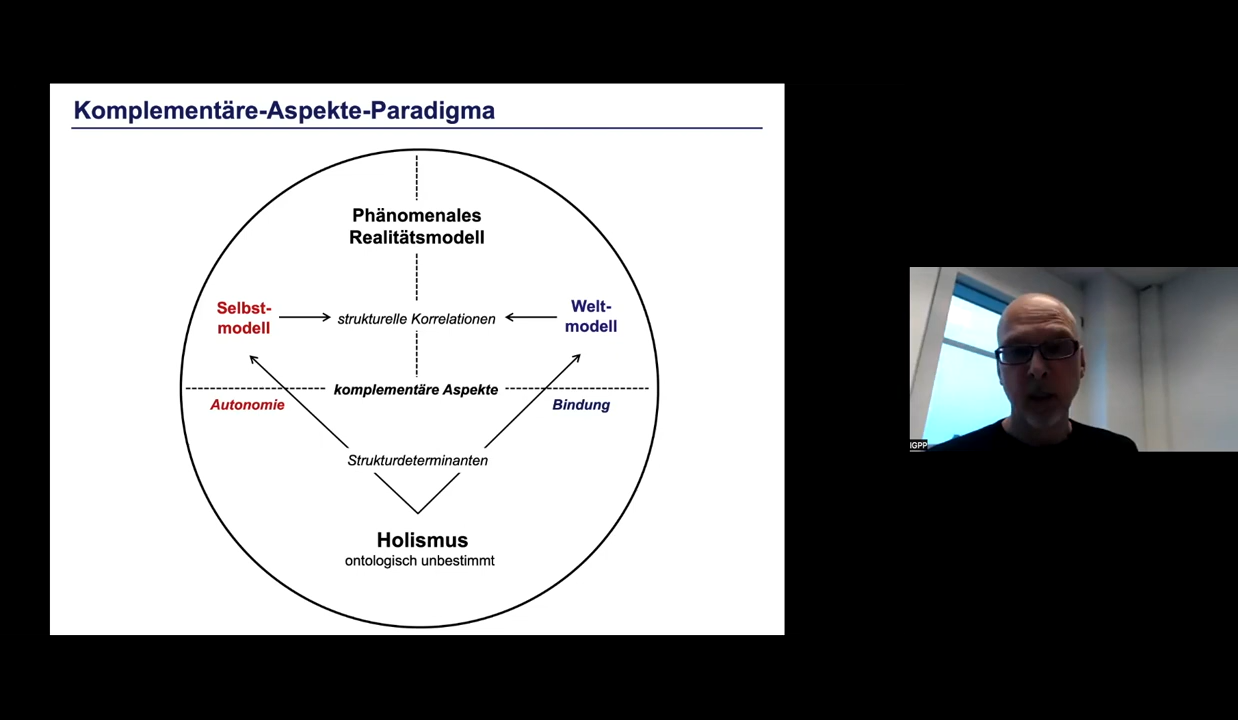 Komplementäre-Aspekte-Paradigma
Phänomenales
Realitätsmodell
Selbst-
modell
strukturelle Korrelationen
Welt-
modell
komplementäre Aspekte
Autonomie
Bindung
Strukturdeterminanten
Holismus
ontologisch unbestimmt
IGPP